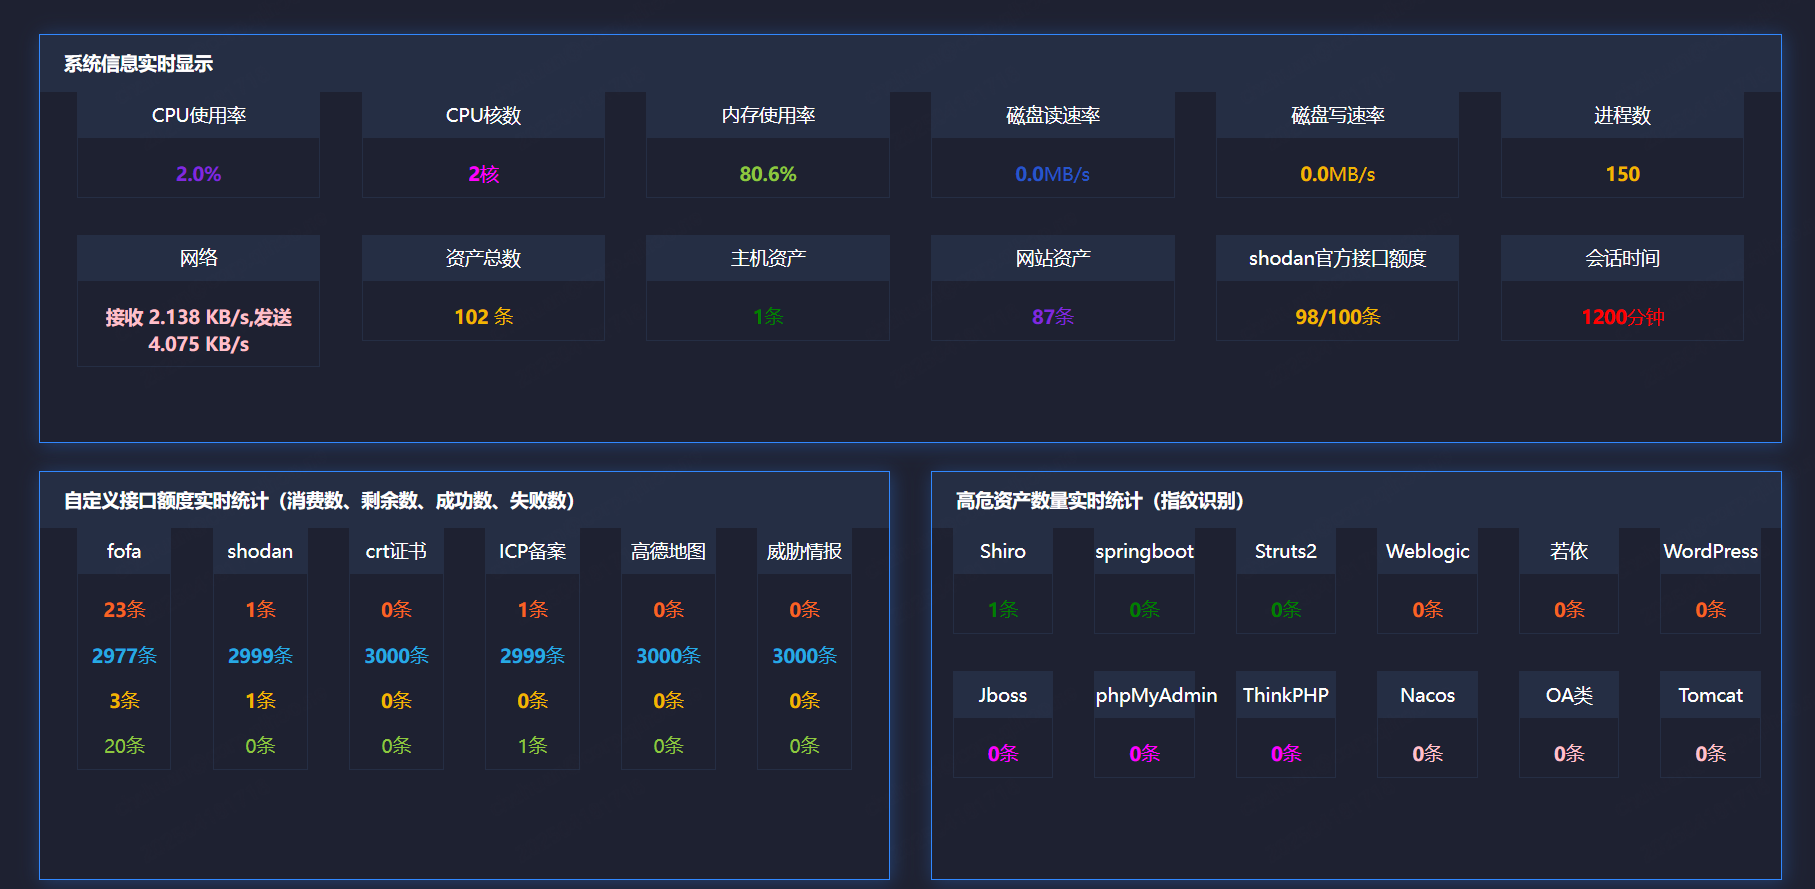 系统信息实时显示
CPU使用率
CPU核数
内存使用率
磁盘读速率
磁盘写速率
进程数
2.0%
2核
80.6%
0.0MB/s
0.0MB/s
150
网络
资产总数
主机资产
网站资产
shodan官方接口额度
会话时间
接收 2.138 KB/s,发送
4.075 KB/s
102 条
1条
87条
98/100条
1200分钟
自定义接口额度实时统计（消费数、剩余数、成功数、失败数）
fofa
shodan
crt证书
ICP备案
高德地图
威胁情报
23条
1条
0条
1条
0条
0条
2977条
2999条
3000条
2999条
3000条
3000条
3条
1条
0条
0条
0条
0条
20条
0条
0条
1条
0条
0条
高危资产数量实时统计（指纹识别）
Shiro
springboot
Struts2
Weblogic
若依
WordPress
1条
0条
0条
0条
0条
0条
Jboss
phpMyAdmin
ThinkPHP
Nacos
OA类
Tomcat
0条
0条
0条
0条
0条
0条